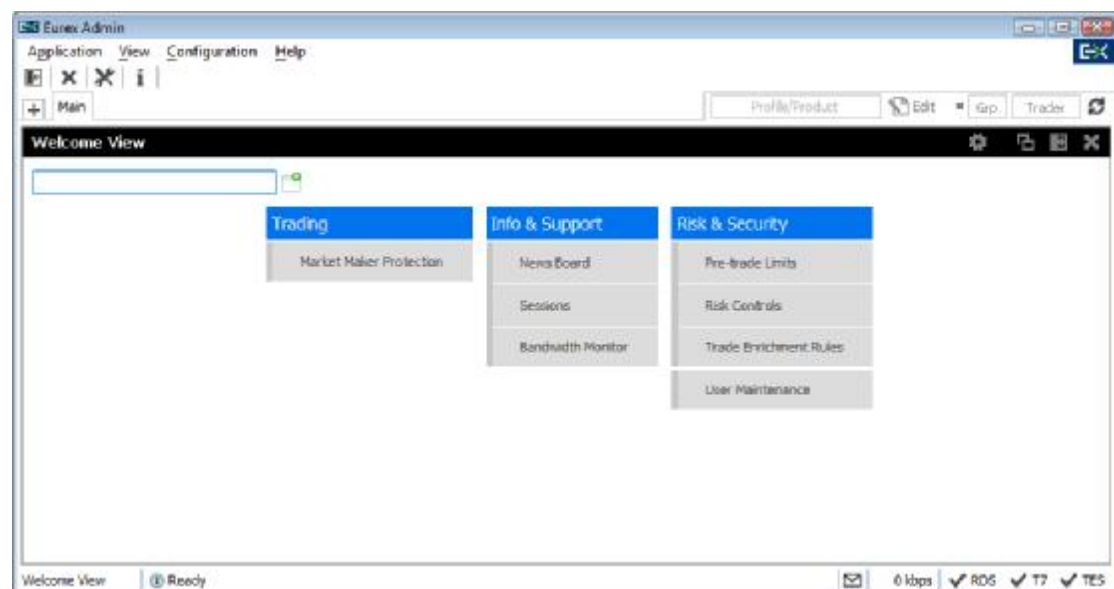 Eurex Admin
Application View Configuration Help
EX
i
+ Main Profile/Product Edit Grp. Trader
Welcome View
Trading Info & Support Risk & Security
Market Maker Protection News Board Pre-trade Limits
Sessions Risk Controls
Bandwidth Monitor Trade Enrichment Rules
User Maintenance
Welcome View Ready 0 kbps RDS T7 TES